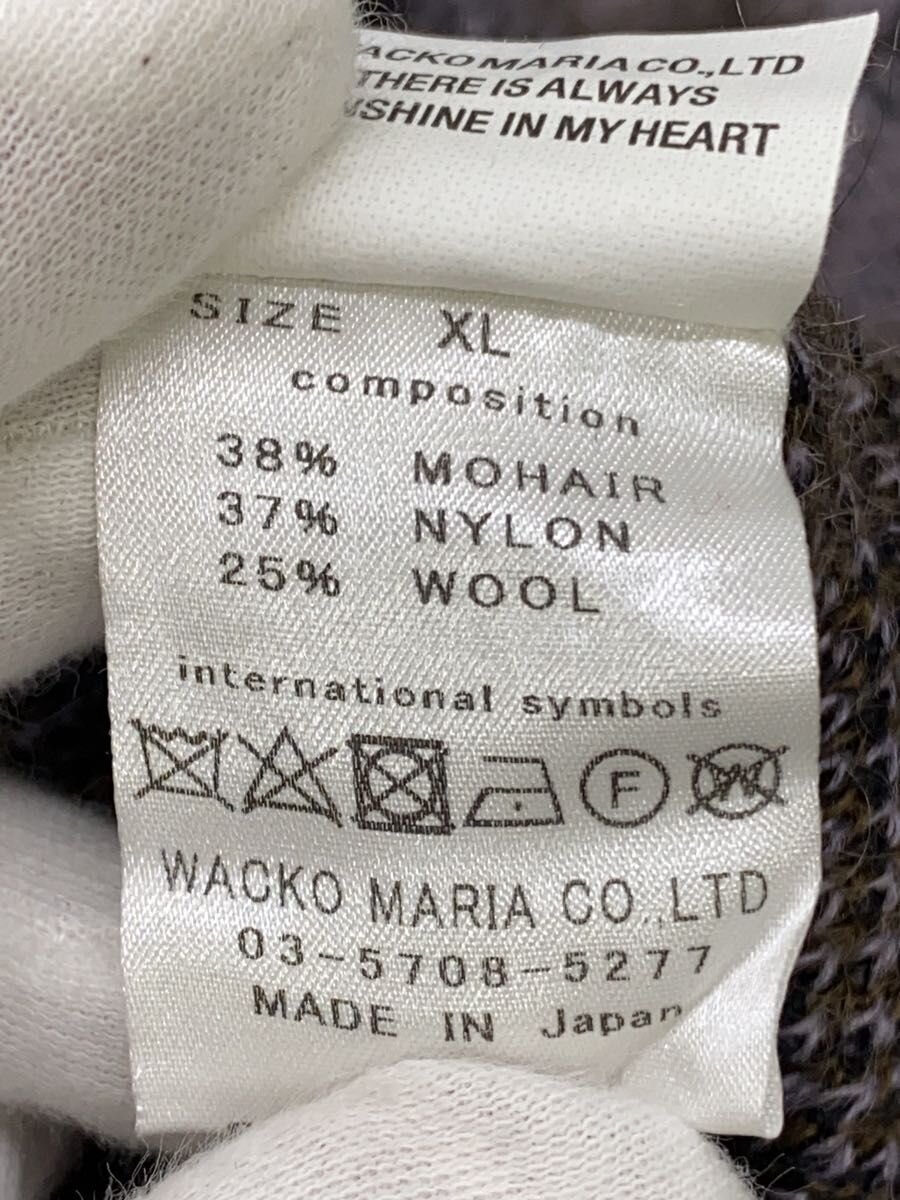 WACKO MARIA CO.,LTD
THERE IS ALWAYS
SHINE IN MY HEART
SIZE XL
composition
38% MOHAIR
37% NYLON
25% WOOL
international symbols
F W
WACKO MARIA CO.,LTD
03-5708-5277
MADE IN Japan